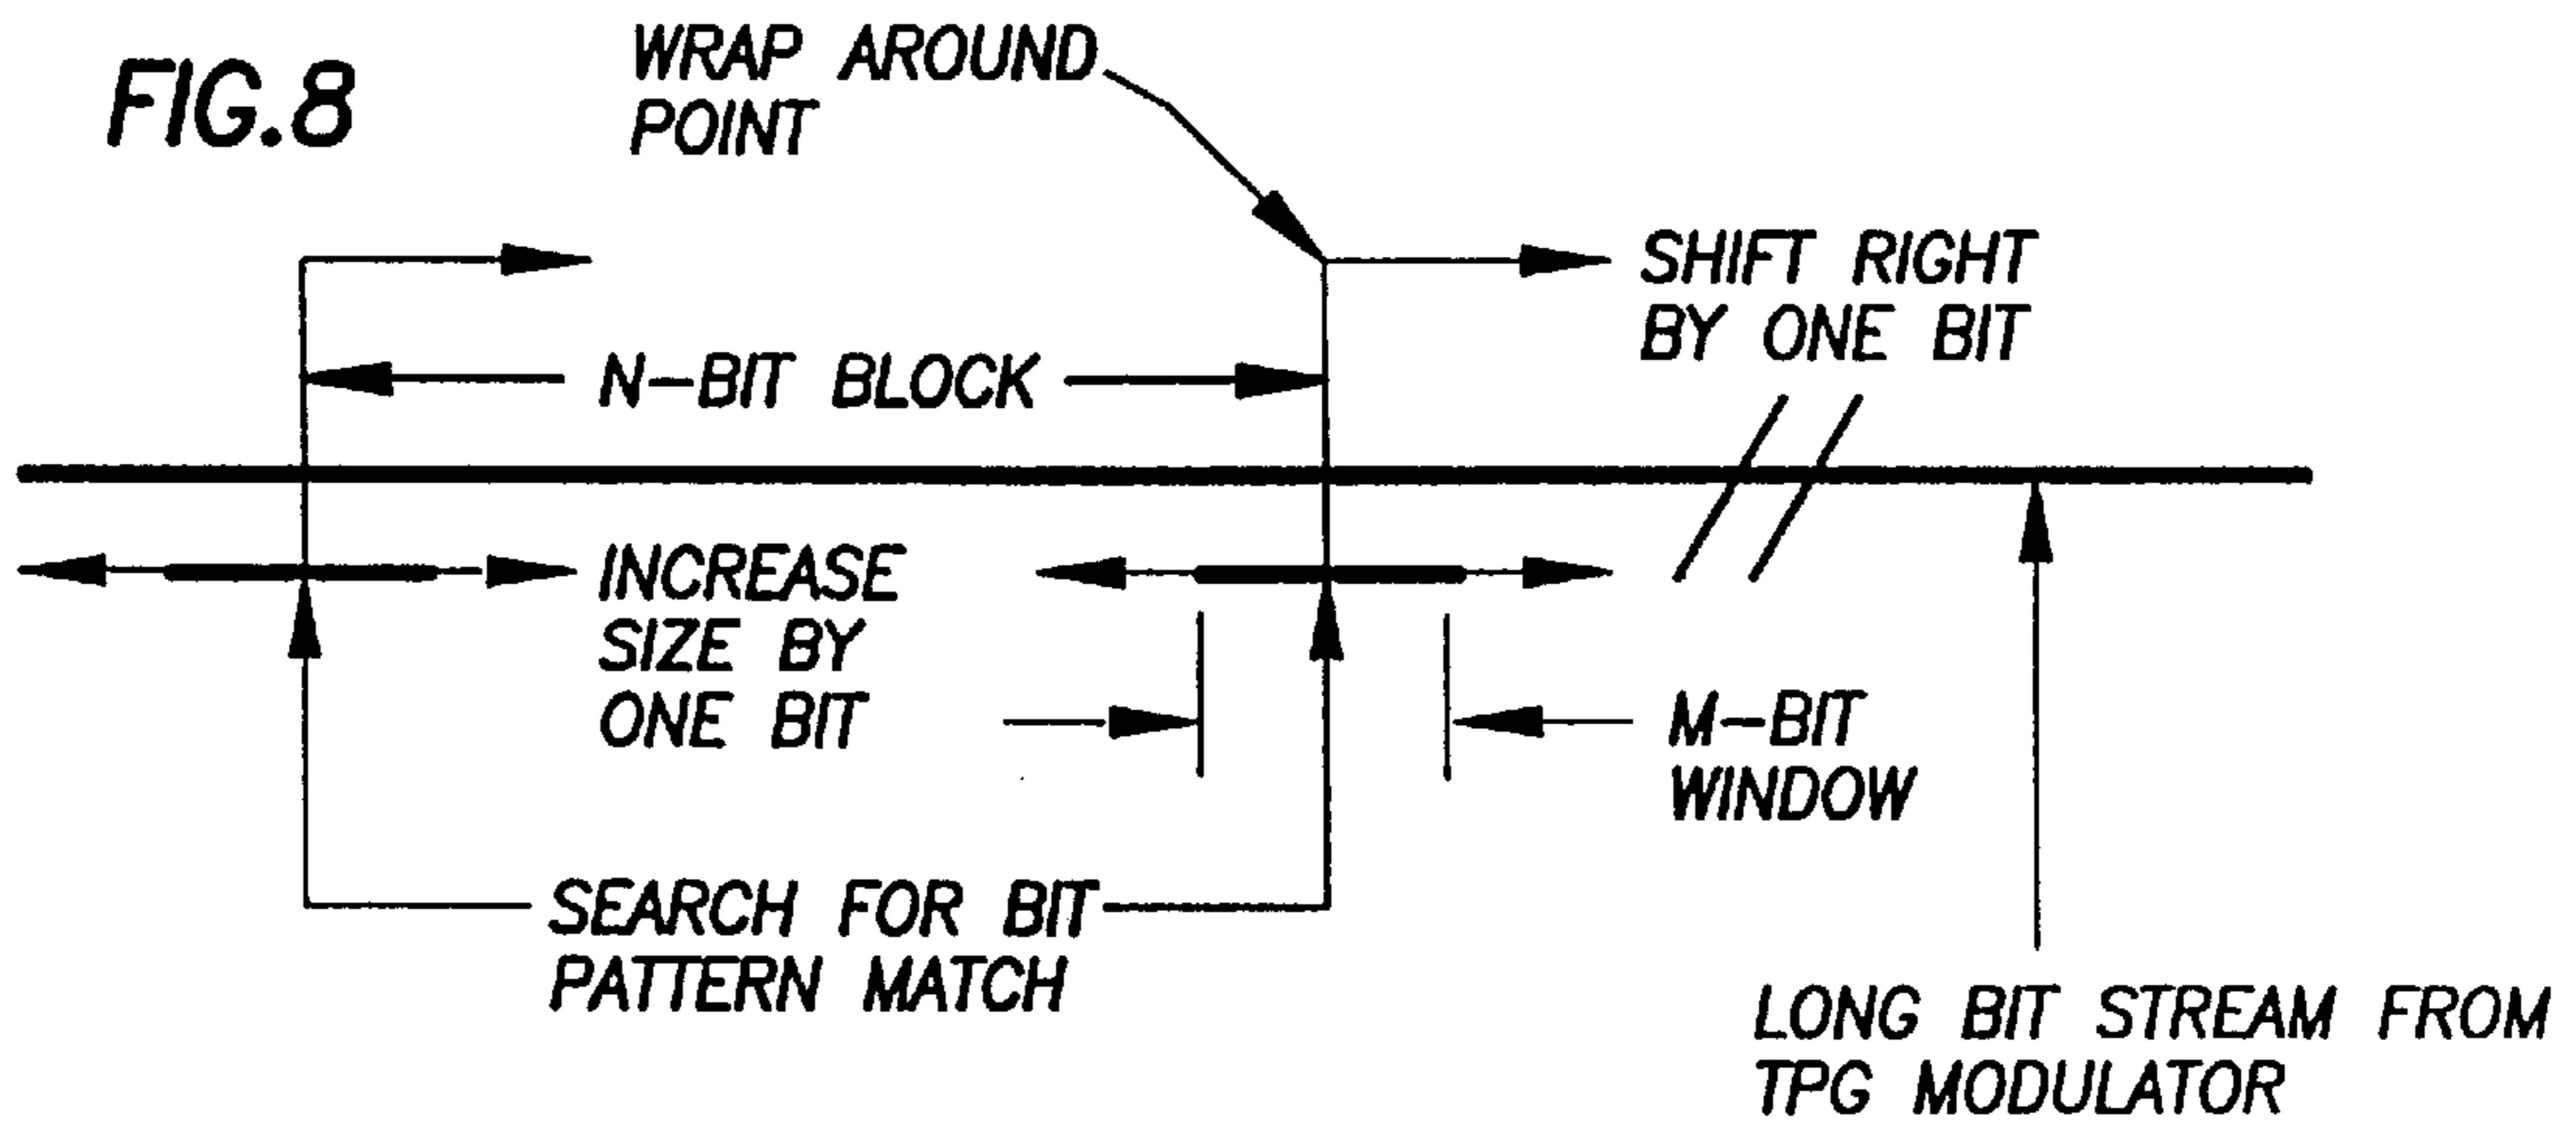 FIG.8
WRAP AROUND
POINT
SHIFT RIGHT
BY ONE BIT
N-BIT BLOCK
INCREASE
SIZE BY
ONE BIT
M-BIT
WINDOW
SEARCH FOR BIT
PATTERN MATCH
LONG BIT STREAM FROM
TPG MODULATOR